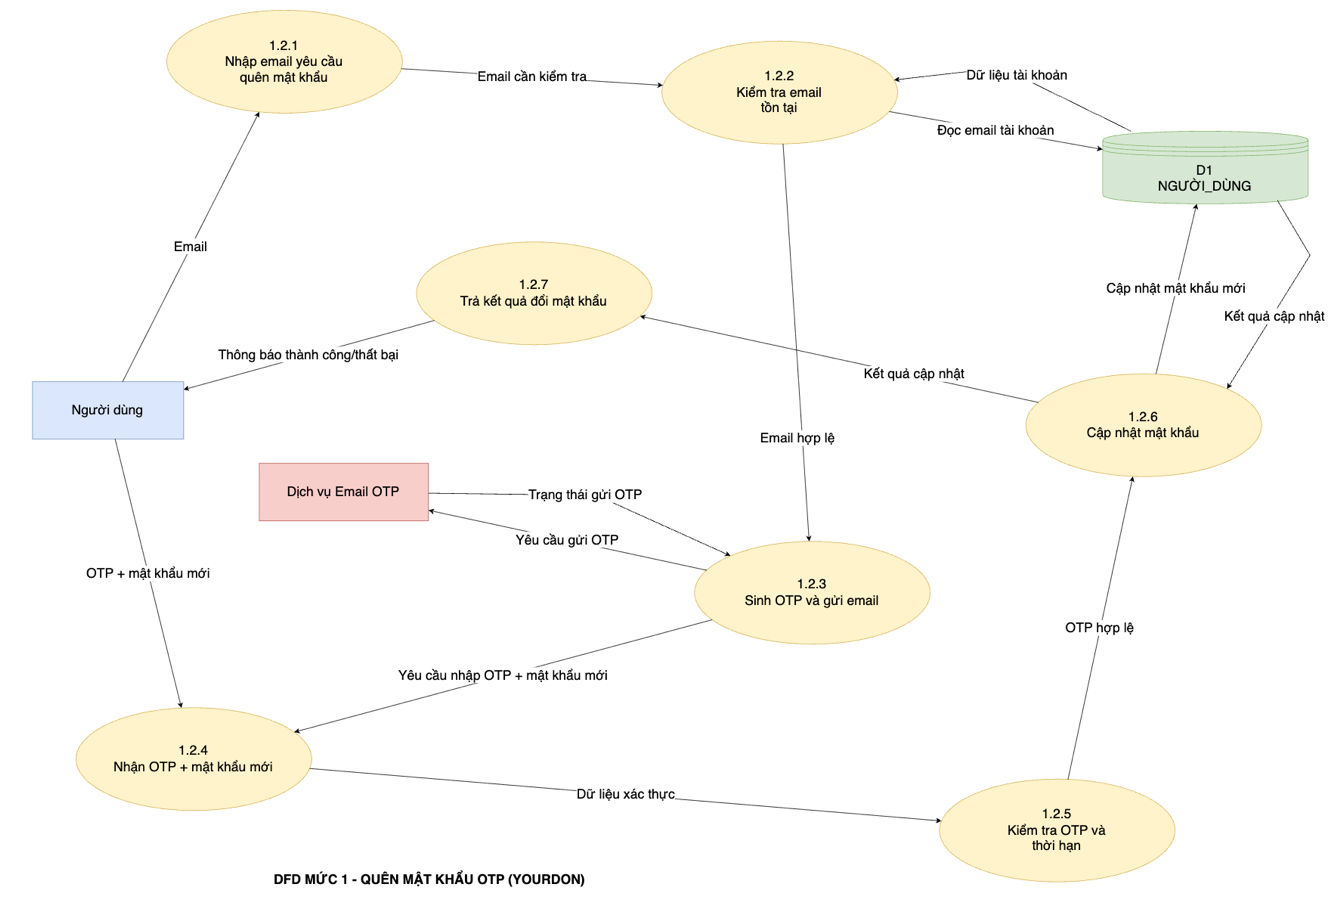 1.2.1
Nhập email yêu cầu
quên mật khẩu
Email cần kiểm tra
1.2.2
Kiểm tra email
tồn tại
Dữ liệu tài khoản
Đọc email tài khoản
D1
NGƯỜI_DÙNG
Email
1.2.7
Trả kết quả đổi mật khẩu
Cập nhật mật khẩu mới
Kết quả cập nhật
Thông báo thành công/thất bại
Kết quả cập nhật
Người dùng
1.2.6
Cập nhật mật khẩu
Email hợp lệ
Dịch vụ Email OTP
Trạng thái gửi OTP
Yêu cầu gửi OTP
OTP + mật khẩu mới
1.2.3
Sinh OTP và gửi email
OTP hợp lệ
Yêu cầu nhập OTP + mật khẩu mới
1.2.4
Nhận OTP + mật khẩu mới
Dữ liệu xác thực
1.2.5
Kiểm tra OTP và
thời hạn
DFD MỨC 1 - QUÊN MẬT KHẨU OTP (YOURDON)